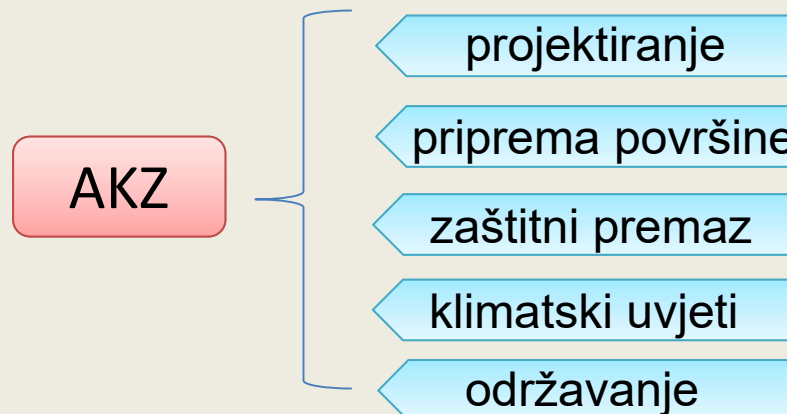 AKZ
projektiranje
priprema površine
zaštitni premaz
klimatski uvjeti
održavanje